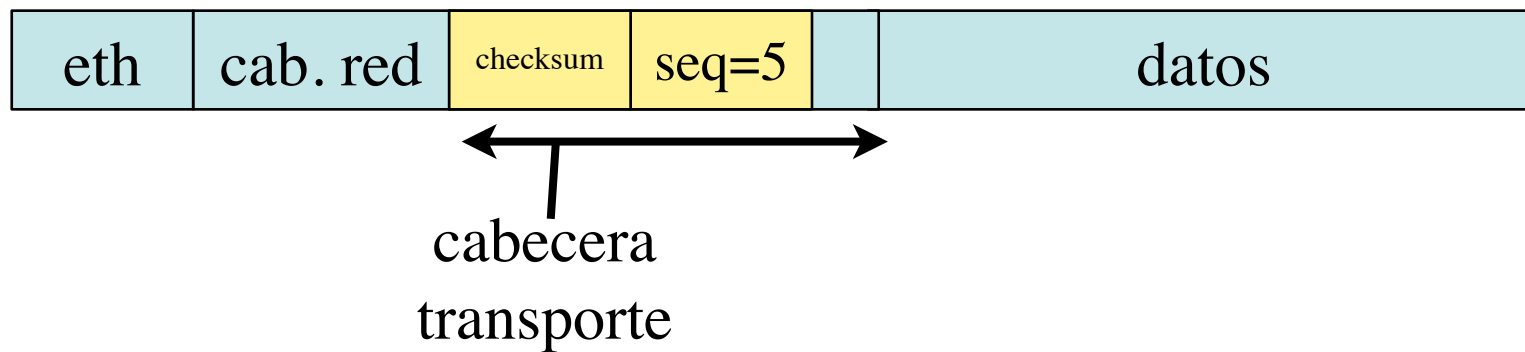 eth cab. red checksum seq=5 datos
cabecera
transporte